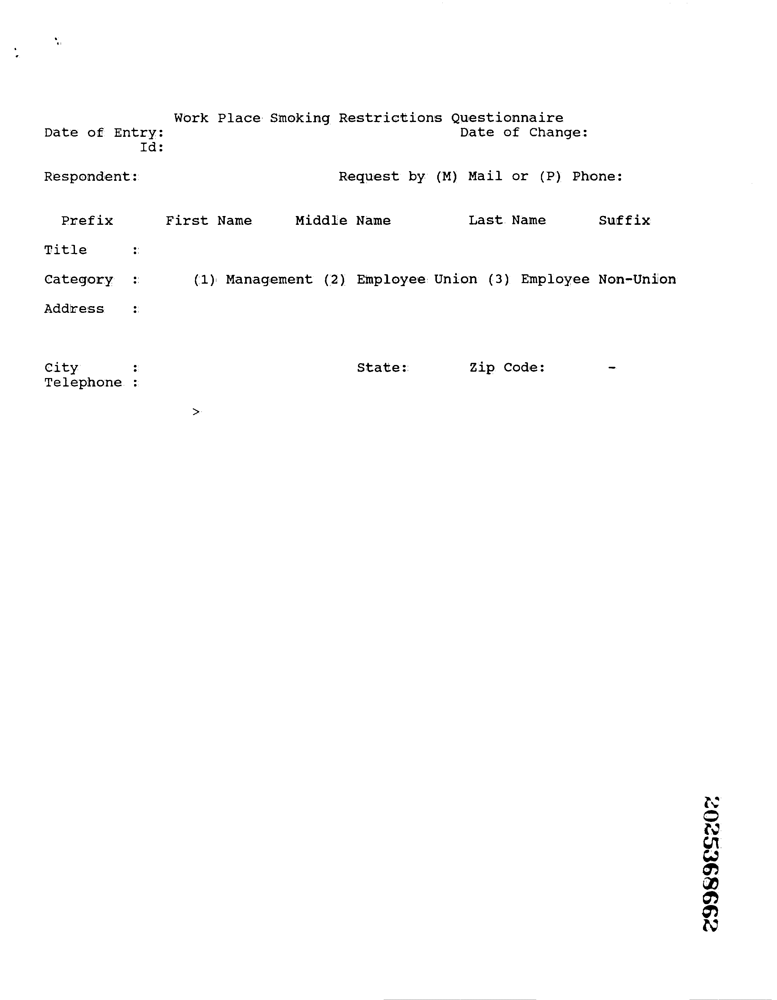 Work Place Smoking Restrictions Questionnaire
Date of Entry: Date of Change:
Id:
Respondent: Request by (M) Mail or (P) Phone:
Prefix First Name Middle Name Last Name Suffix
Title :
Category : (1) Management (2) Employee Union (3) Employee Non-Union
Address :
City : State: Zip Code: -
Telephone :
>
2025368662